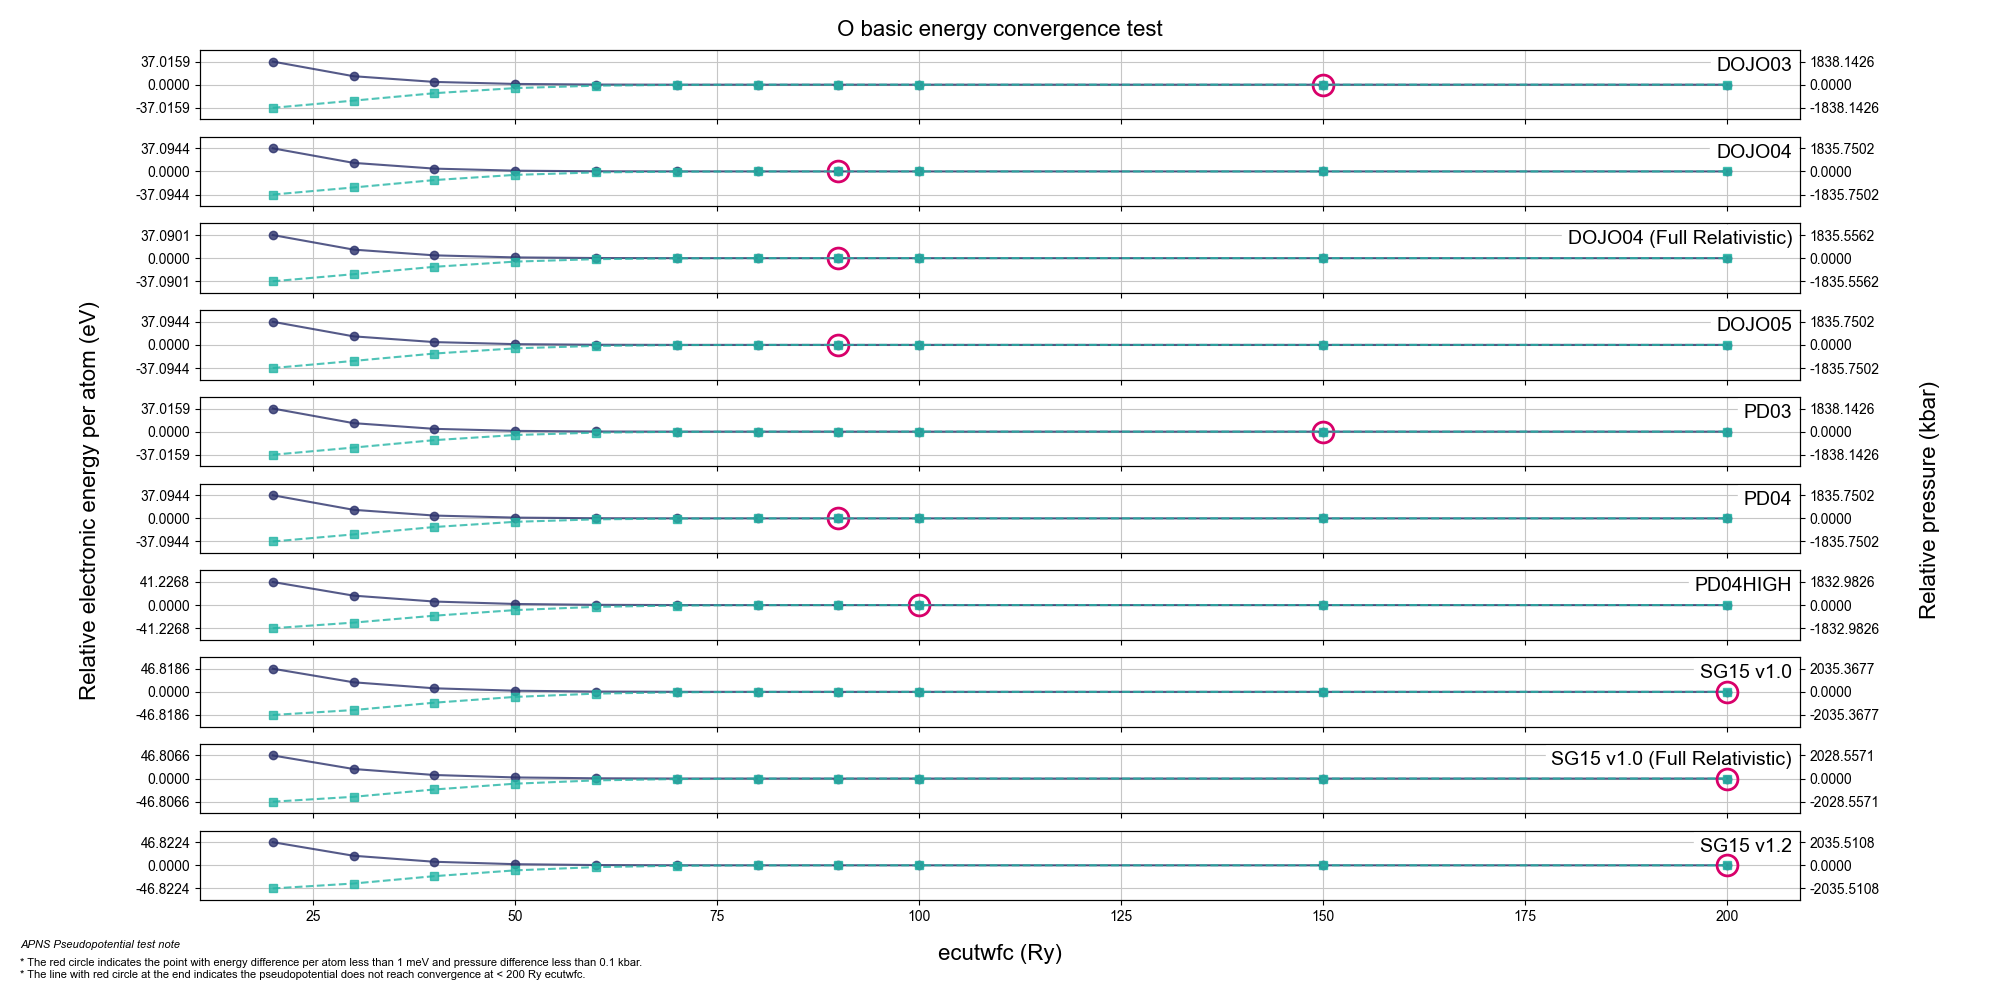 O basic energy convergence test
37.0159 DOJO03 1838.1426
0.0000 0.0000
-37.0159 -1838.1426
37.0944 DOJO04 1835.7502
0.0000 0.0000
-37.0944 -1835.7502
37.0901 DOJO04 (Full Relativistic) 1835.5562
0.0000 0.0000
-37.0901 -1835.5562
37.0944 DOJO05 1835.7502
0.0000 0.0000
-37.0944 -1835.7502
37.0159 PD03 1838.1426
0.0000 0.0000
-37.0159 -1838.1426
37.0944 PD04 1835.7502
0.0000 0.0000
-37.0944 -1835.7502
41.2268 PD04HIGH 1832.9826
0.0000 0.0000
-41.2268 -1832.9826
46.8186 SG15 v1.0 2035.3677
0.0000 0.0000
-46.8186 -2035.3677
46.8066 SG15 v1.0 (Full Relativistic) 2028.5571
0.0000 0.0000
-46.8066 -2028.5571
46.8224 SG15 v1.2 2035.5108
0.0000 0.0000
-46.8224 -2035.5108
25 50 75 100 125 150 175 200
Relative electronic energy per atom (eV)
Relative pressure (kbar)
ecutwfc (Ry)
APNS Pseudopotential test note
* The red circle indicates the point with energy difference per atom less than 1 meV and pressure difference less than 0.1 kbar.
* The line with red circle at the end indicates the pseudopotential does not reach convergence at < 200 Ry ecutwfc.